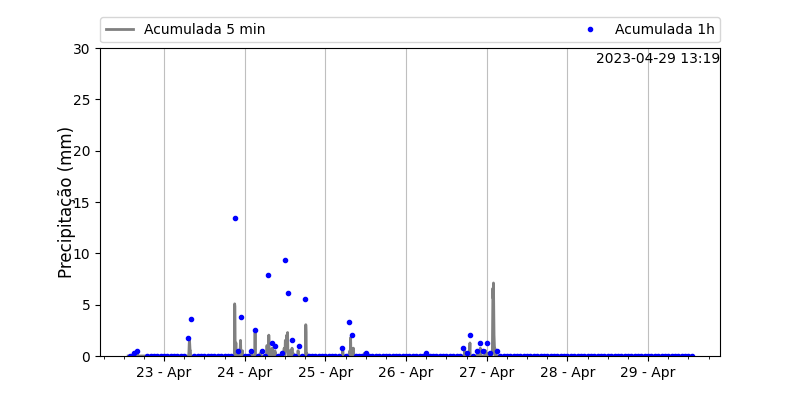 Acumulada 5 min
Acumulada 1h
2023-04-29 13:19
Precipitação (mm)
30
25
20
15
10
5
0
23 - Apr
24 - Apr
25 - Apr
26 - Apr
27 - Apr
28 - Apr
29 - Apr